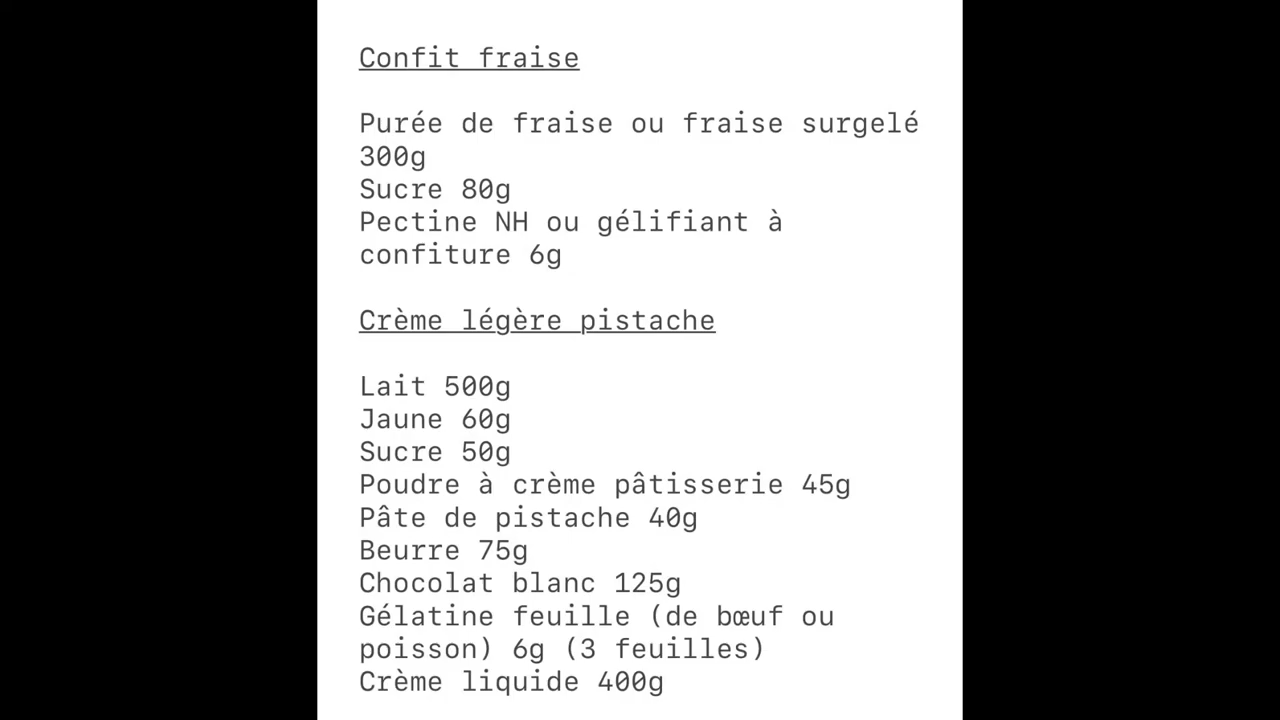 Confit fraise
Purée de fraise ou fraise surgelé
300g
Sucre 80g
Pectine NH ou gélifiant à
confiture 6g
Crème légère pistache
Lait 500g
Jaune 60g
Sucre 50g
Poudre à crème pâtisserie 45g
Pâte de pistache 40g
Beurre 75g
Chocolat blanc 125g
Gélatine feuille (de bœuf ou
poisson) 6g (3 feuilles)
Crème liquide 400g